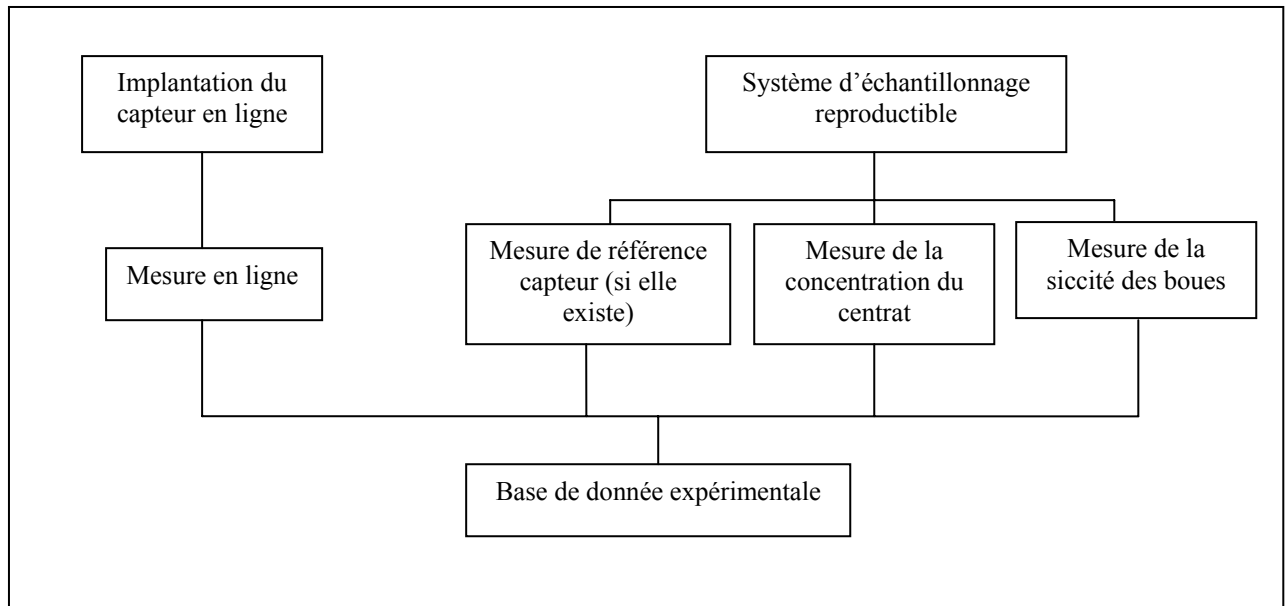 Implantation du
capteur en ligne
Système d’échantillonnage
reproductible
Mesure en ligne
Mesure de référence
capteur (si elle
existe)
Mesure de la
concentration du
centrat
Mesure de la
siccité des boues
Base de donnée expérimentale